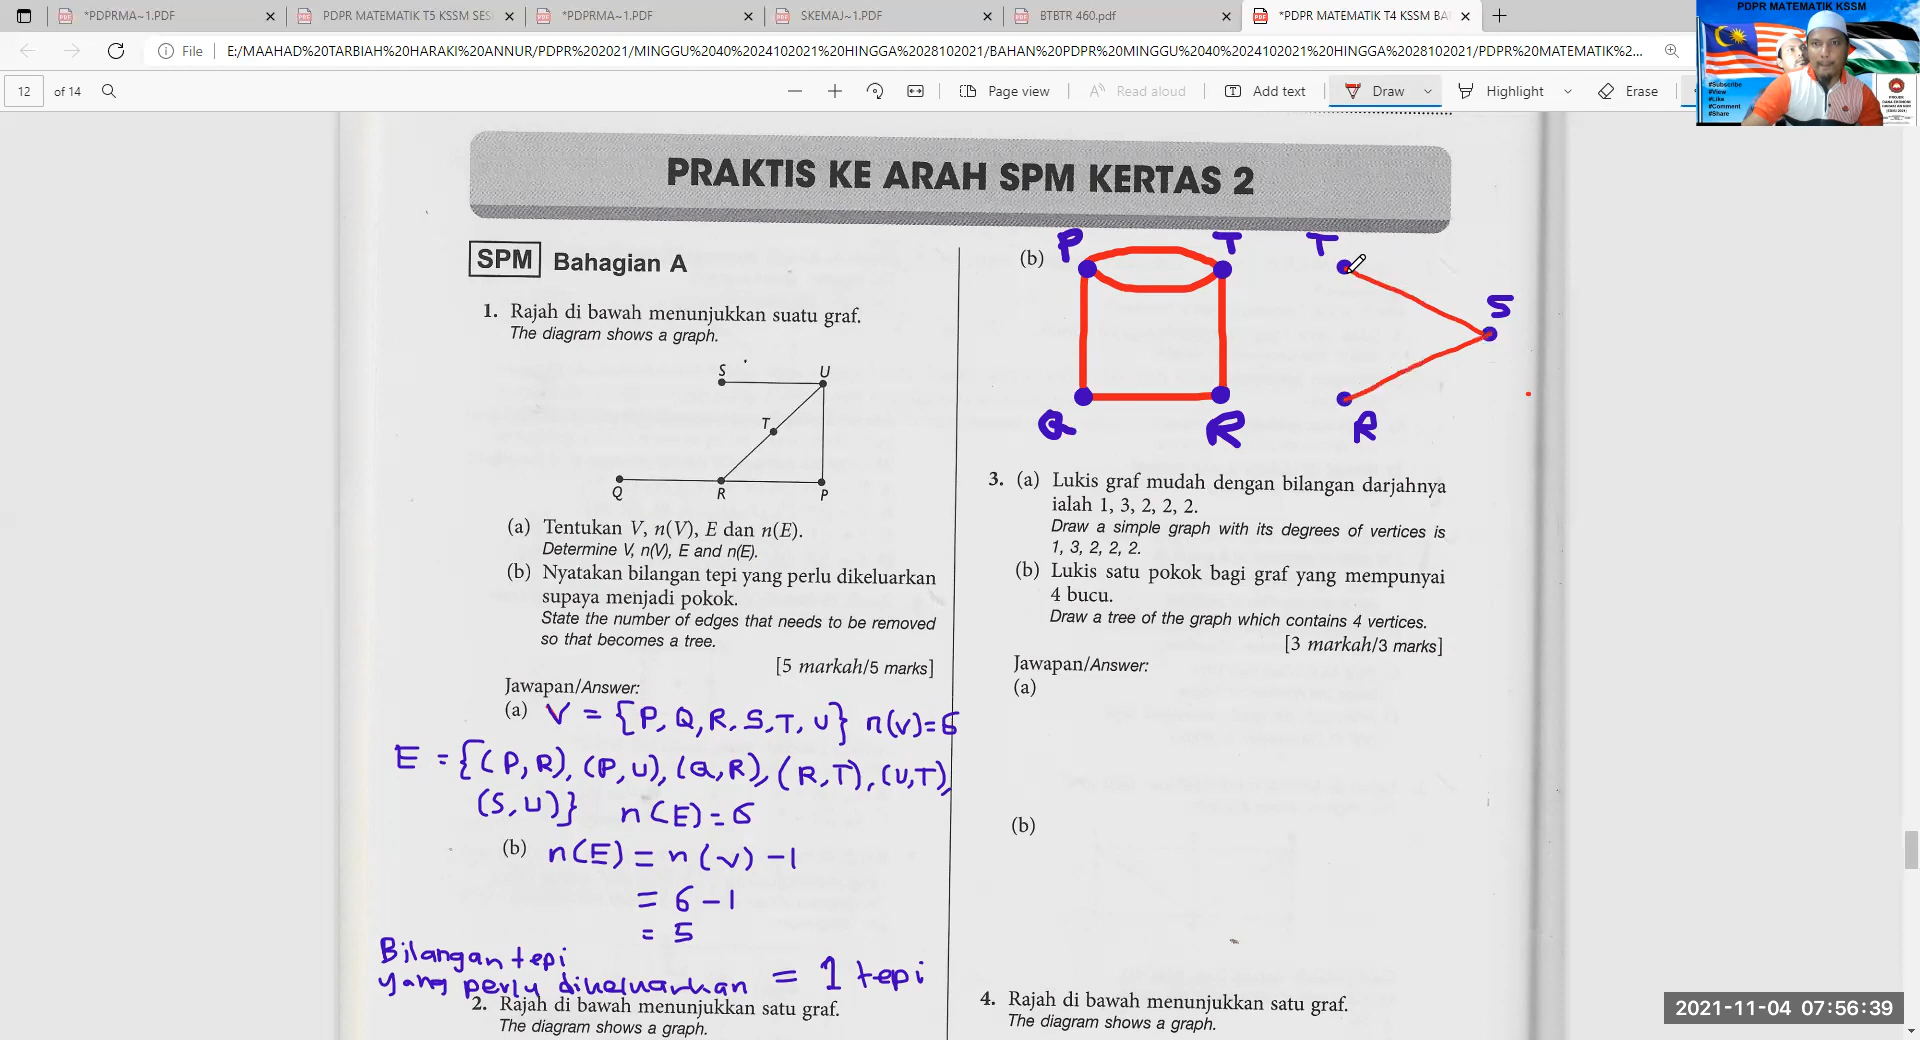 *PDPRMA~1.PDF
PDPR MATEMATIK T5 KSSM SES
*PDPRMA~1.PDF
SKEMAJ~1.PDF
BTBTR 460.pdf
*PDPR MATEMATIK T4 KSSM BA
File
E:/MAAHAD%20TARBIAH%20HARAKI%20ANNUR/PDPR%202021/MINGGU%2040%2024102021%20HINGGA%2028102021/BAHAN%20PDPR%20MINGGU%2040%2024102021%20HINGGA%2028102021/PDPR%20MATEMATIK%2...
12 of 14
Page view
Read aloud
Add text
Draw
Highlight
Erase
PDPR MATEMATIK KSSM
#Subscribe
#View
#Like
#Comment
#Share
PRAKTIS KE ARAH SPM KERTAS 2
SPM Bahagian A
1. Rajah di bawah menunjukkan suatu graf.
The diagram shows a graph.
S U
T
Q R P
(a) Tentukan V, n(V), E dan n(E).
Determine V, n(V), E and n(E).
(b) Nyatakan bilangan tepi yang perlu dikeluarkan
supaya menjadi pokok.
State the number of edges that needs to be removed
so that becomes a tree.
[5 markah/5 marks]
Jawapan/Answer:
(a) V = {P, Q, R, S, T, U} n(V)=6
E = {(P,R), (P,U), (Q,R), (R,T), (U,T),
(S,U)} n(E)=6
(b) n(E) = n(V) -1
= 6 - 1
= 5
Bilangan tepi
yang perlu dikeluarkan = 1 tepi
2. Rajah di bawah menunjukkan satu graf.
The diagram shows a graph.
(b) P T T
S
Q R R
3. (a) Lukis graf mudah dengan bilangan darjahnya
ialah 1, 3, 2, 2, 2.
Draw a simple graph with its degrees of vertices is
1, 3, 2, 2, 2.
(b) Lukis satu pokok bagi graf yang mempunyai
4 bucu.
Draw a tree of the graph which contains 4 vertices.
[3 markah/3 marks]
Jawapan/Answer:
(a)
(b)
4. Rajah di bawah menunjukkan satu graf.
The diagram shows a graph.
2021-11-04 07:56:39